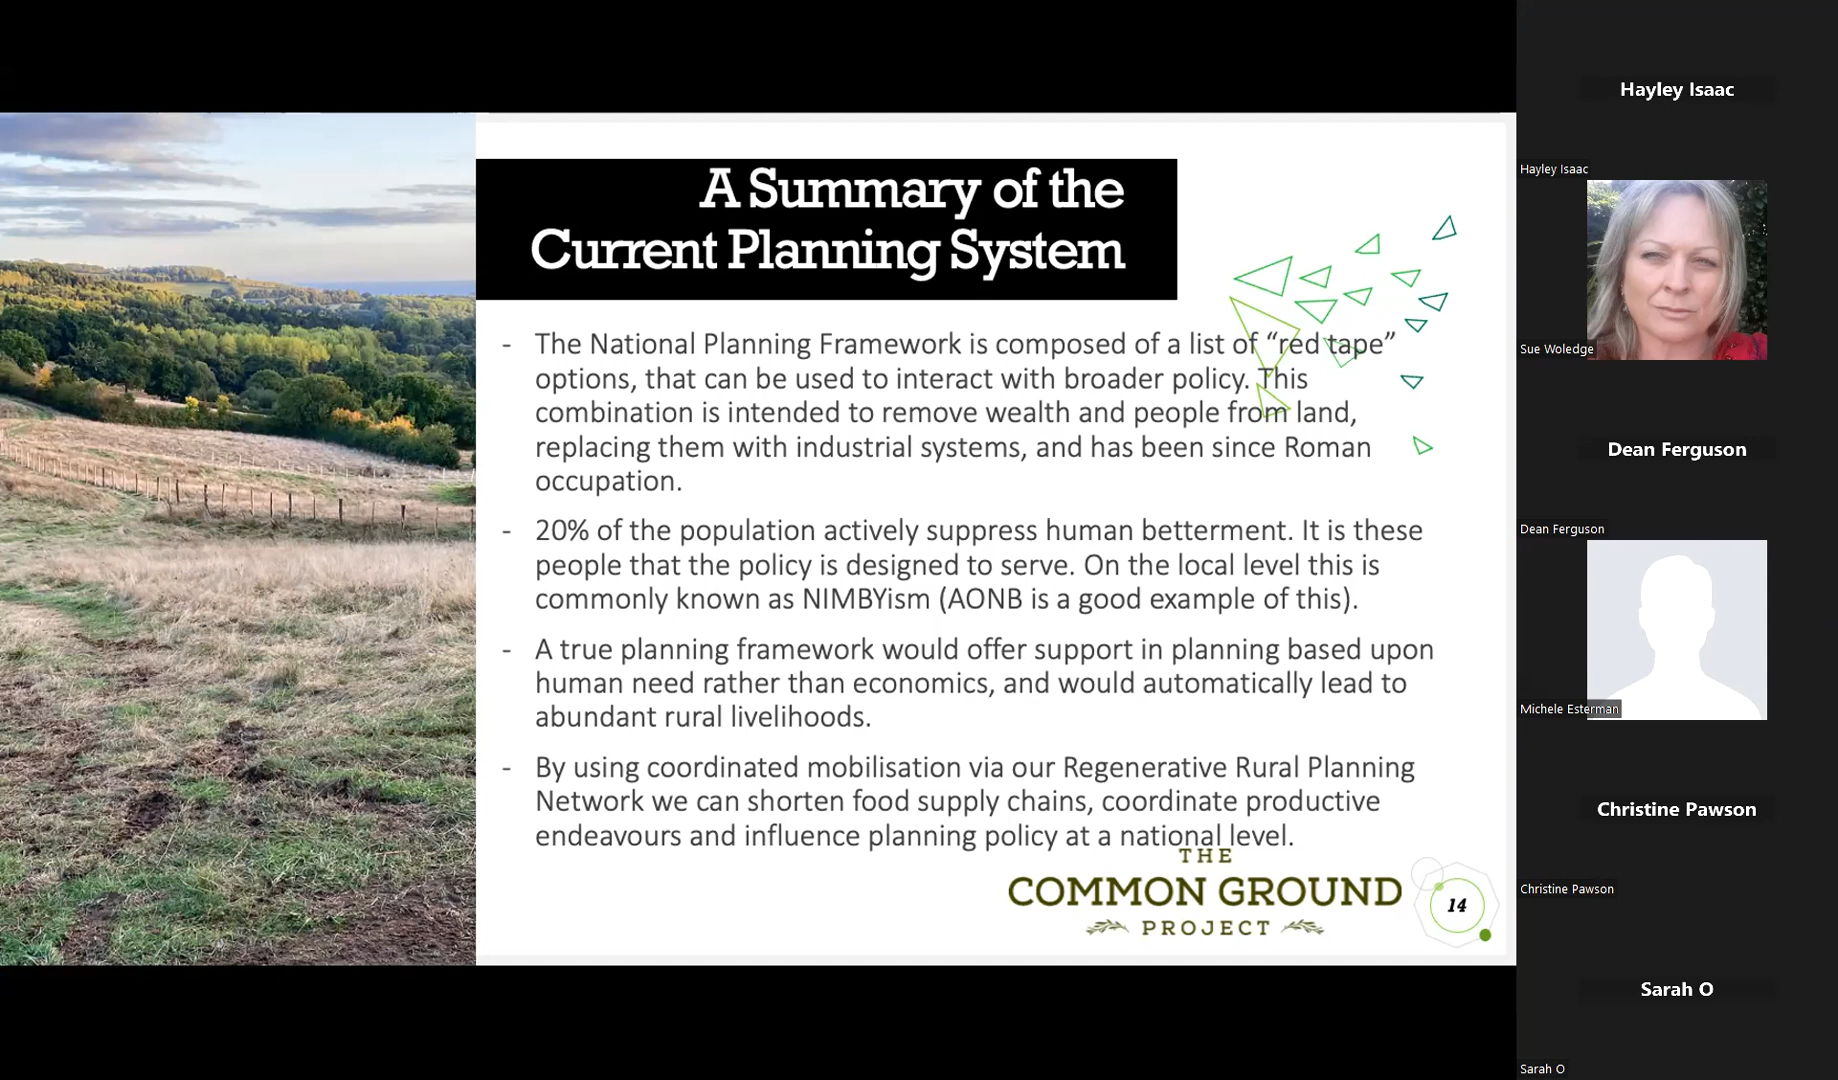 A Summary of the
Current Planning System
- The National Planning Framework is composed of a list of “red tape”
options, that can be used to interact with broader policy. This
combination is intended to remove wealth and people from land,
replacing them with industrial systems, and has been since Roman
occupation.
- 20% of the population actively suppress human betterment. It is these
people that the policy is designed to serve. On the local level this is
commonly known as NIMBYism (AONB is a good example of this).
- A true planning framework would offer support in planning based upon
human need rather than economics, and would automatically lead to
abundant rural livelihoods.
- By using coordinated mobilisation via our Regenerative Rural Planning
Network we can shorten food supply chains, coordinate productive
endeavours and influence planning policy at a national level.
THE
COMMON GROUND
PROJECT
14
Hayley Isaac
Hayley Isaac
Sue Woledge
Dean Ferguson
Dean Ferguson
Michele Esterman
Christine Pawson
Christine Pawson
Sarah O
Sarah O